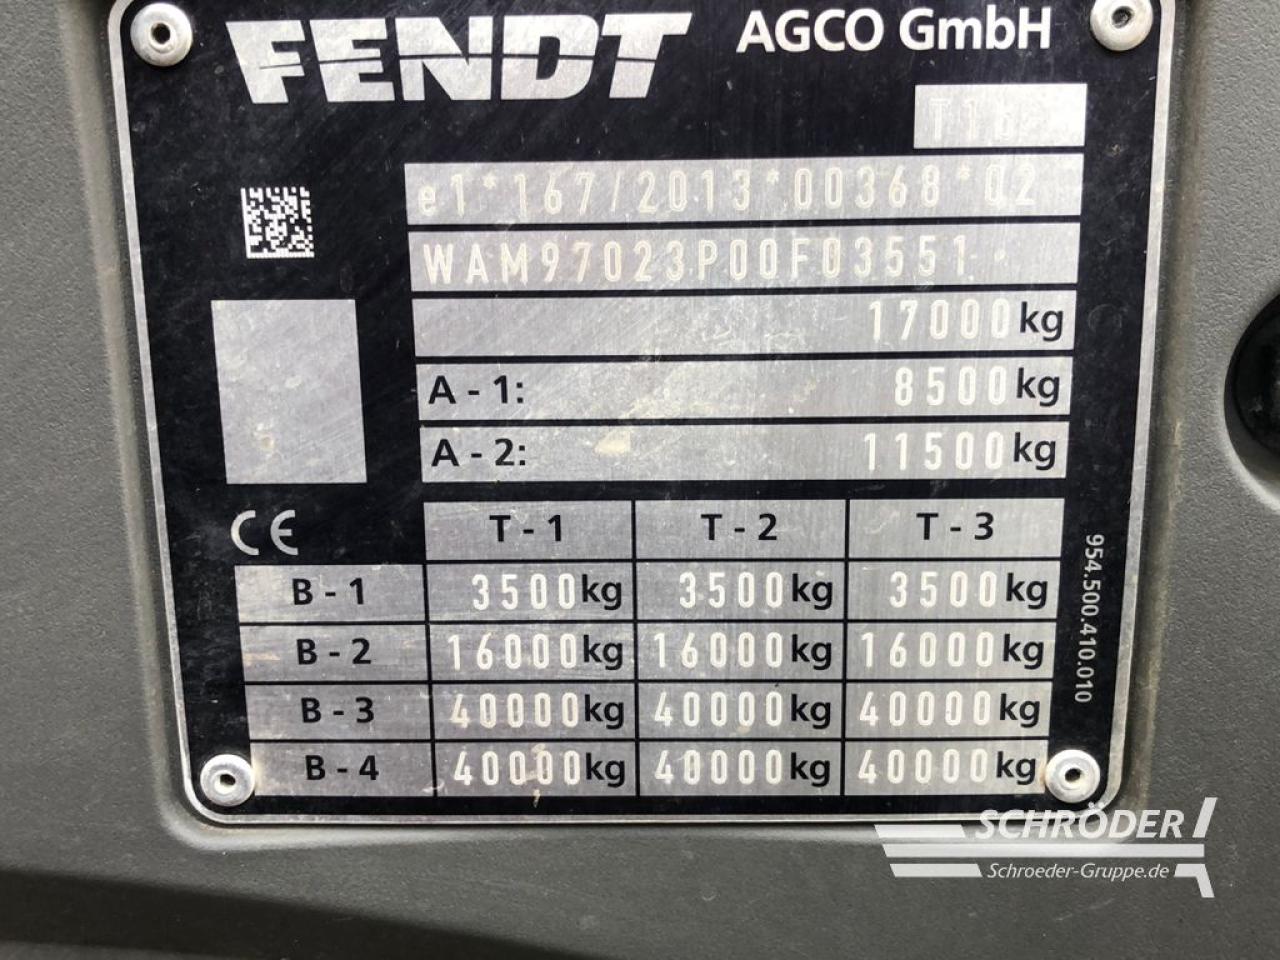 FENDT AGCO GmbH
T1b
e1*167/2013*00368*02
WAM97023P00F03551
17000kg
A - 1: 8500kg
A - 2: 11500kg
CE T - 1 T - 2 T - 3
B - 1 3500kg 3500kg 3500kg
B - 2 16000kg 16000kg 16000kg
B - 3 40000kg 40000kg 40000kg
B - 4 40000kg 40000kg 40000kg
954.500.410.010
SCHRÖDER
Schroeder-Gruppe.de